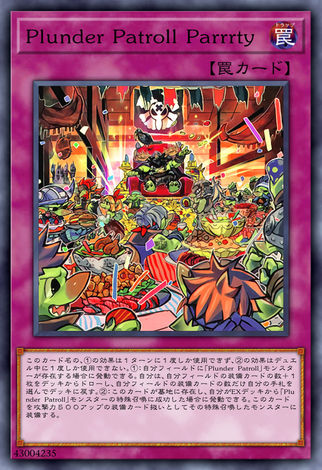 Plunder Patroll Parrrty
トラップ
罠
【罠カード】
このカード名の、①の効果は１ターンに１度しか使用できず、②の効果はデュエル中に１度しか使用できない。①：自分フィールドに「Plunder Patroll」モンスターが存在する場合に発動できる。自分は、自分フィールドの装備カードの数＋１枚をデッキからドローし、自分フィールドの装備カードの数だけ自分の手札を選んでデッキに戻す。②：このカードが墓地に存在し、自分がEXデッキから「Plunder Patroll」モンスターの特殊召喚に成功した場合に発動できる。このカードを攻撃力５００アップの装備カード扱いとしてその特殊召喚したモンスターに装備する。
43004235